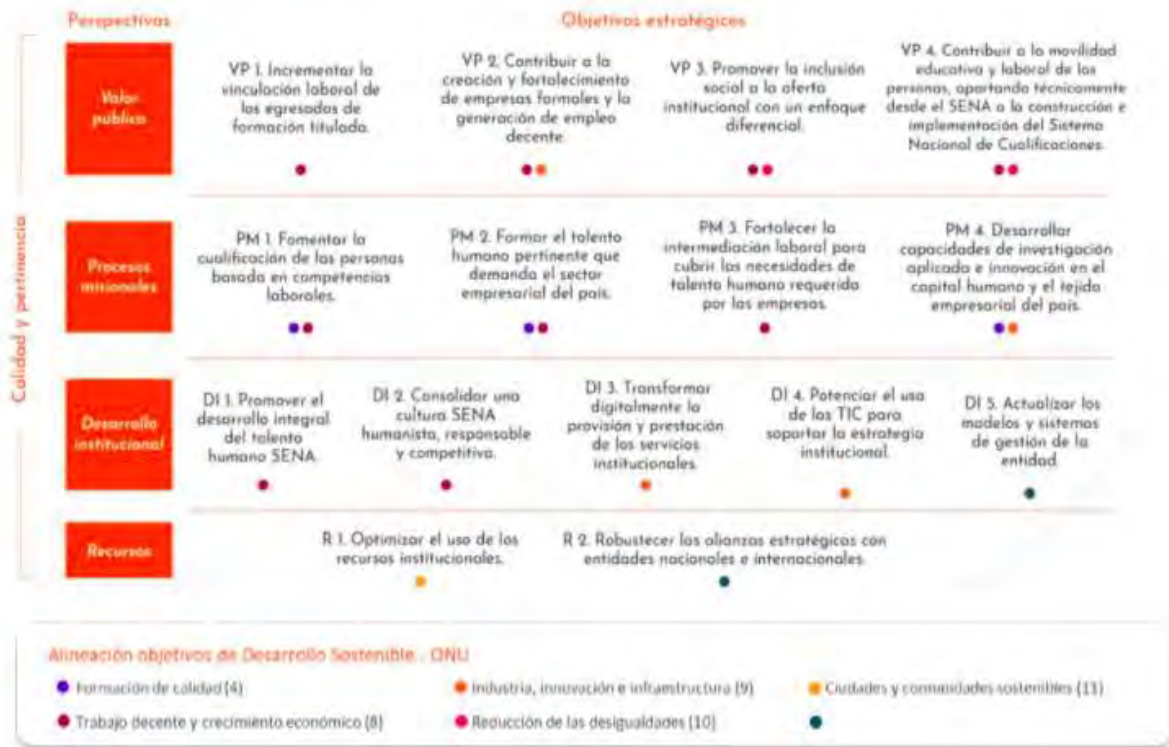 Perspectivas
Objetivos estratégicos
Calidad y pertinencia
Valor
público
VP 1. Incrementar la
vinculación laboral de
los egresados de
formación titulada.
VP 2. Contribuir a la
creación y fortalecimiento
de empresas formales y la
generación de empleo
decente.
VP 3. Promover la inclusión
social a la oferta
institucional con un enfoque
diferencial.
VP 4. Contribuir a la movilidad
educativa y laboral de las
personas, aportando técnicamente
desde el SENA a la construcción e
implementación del Sistema
Nacional de Cualificaciones.
Procesos
misionales
PM 1. Fomentar la
cualificación de las personas
basada en competencias
laborales.
PM 2. Formar el talento
humano pertinente que
demanda el sector
empresarial del país.
PM 3. Fortalecer la
intermediación laboral para
cubrir las necesidades de
talento humano requerido
por las empresas.
PM 4. Desarrollar
capacidades de investigación
aplicada e innovación en el
capital humano y el tejido
empresarial del país.
Desarrollo
institucional
DI 1. Promover el
desarrollo integral
del talento
humano SENA.
DI 2. Consolidar una
cultura SENA
humanista, responsable
y competitiva.
DI 3. Transformar
digitalmente la
provisión y prestación
de los servicios
institucionales.
DI 4. Potenciar el uso
de las TIC para
soportar la estrategia
institucional.
DI 5. Actualizar los
modelos y sistemas
de gestión de la
entidad.
Recursos
R 1. Optimizar el uso de los
recursos institucionales.
R 2. Robustecer las alianzas estratégicas con
entidades nacionales e internacionales.
Alineación objetivos de Desarrollo Sostenible - ONU
Formación de calidad (4)
Industria, innovación e infraestructura (9)
Ciudades y comunidades sostenibles (11)
Trabajo decente y crecimiento económico (8)
Reducción de las desigualdades (10)